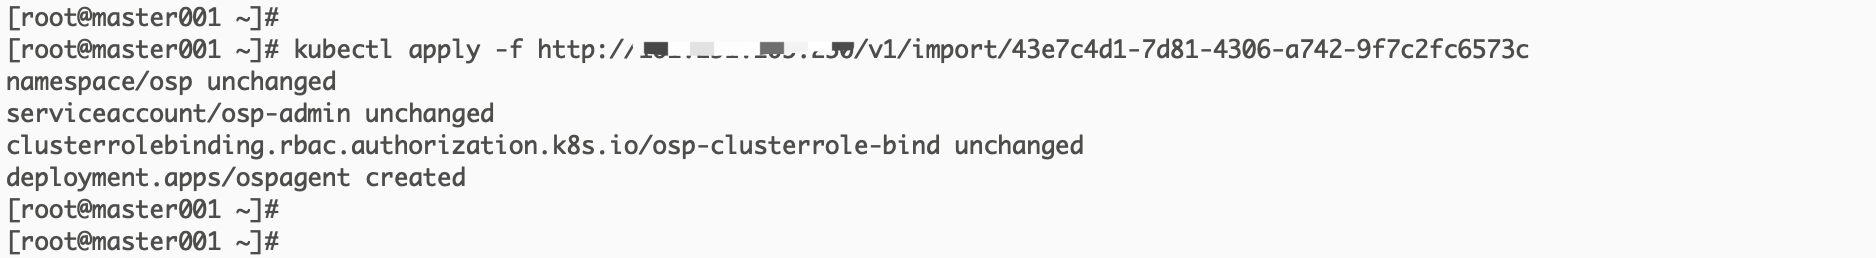 [root@master001 ~]#
[root@master001 ~]# kubectl apply -f http:// /v1/import/43e7c4d1-7d81-4306-a742-9f7c2fc6573c
namespace/osp unchanged
serviceaccount/osp-admin unchanged
clusterrolebinding.rbac.authorization.k8s.io/osp-clusterrole-bind unchanged
deployment.apps/ospagent created
[root@master001 ~]#
[root@master001 ~]#